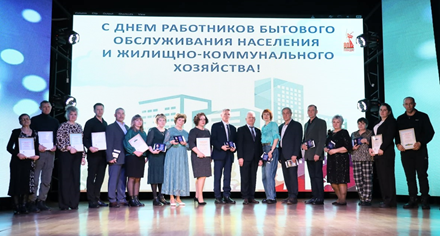 С ДНЕМ РАБОТНИКОВ БЫТОВОГО
ОБСЛУЖИВАНИЯ НАСЕЛЕНИЯ
И ЖИЛИЩНО-КОММУНАЛЬНОГО
ХОЗЯЙСТВА!